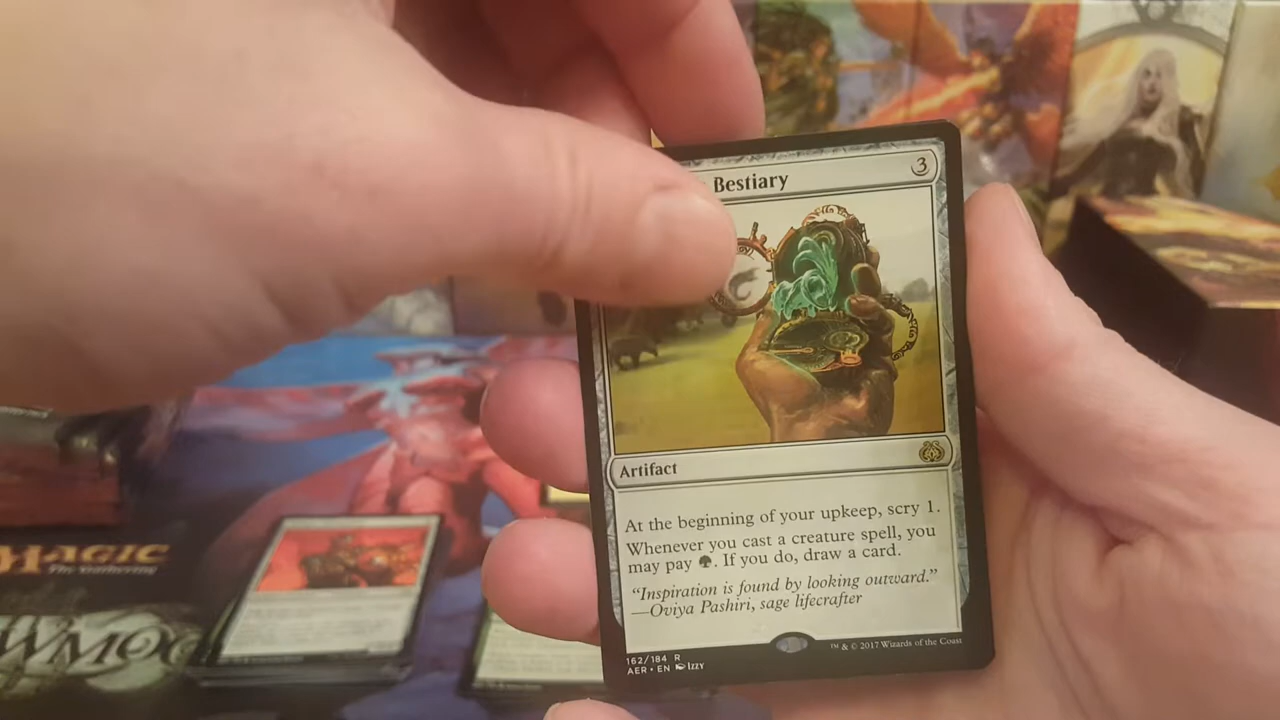 Bestiary 3
Artifact
At the beginning of your upkeep, scry 1.
Whenever you cast a creature spell, you
may pay . If you do, draw a card.
“Inspiration is found by looking outward.”
—Oviya Pashiri, sage lifecrafter
162/184 R
AER • EN Izzy
™ & © 2017 Wizards of the Coast
MAGIC
The Gathering
WMOO